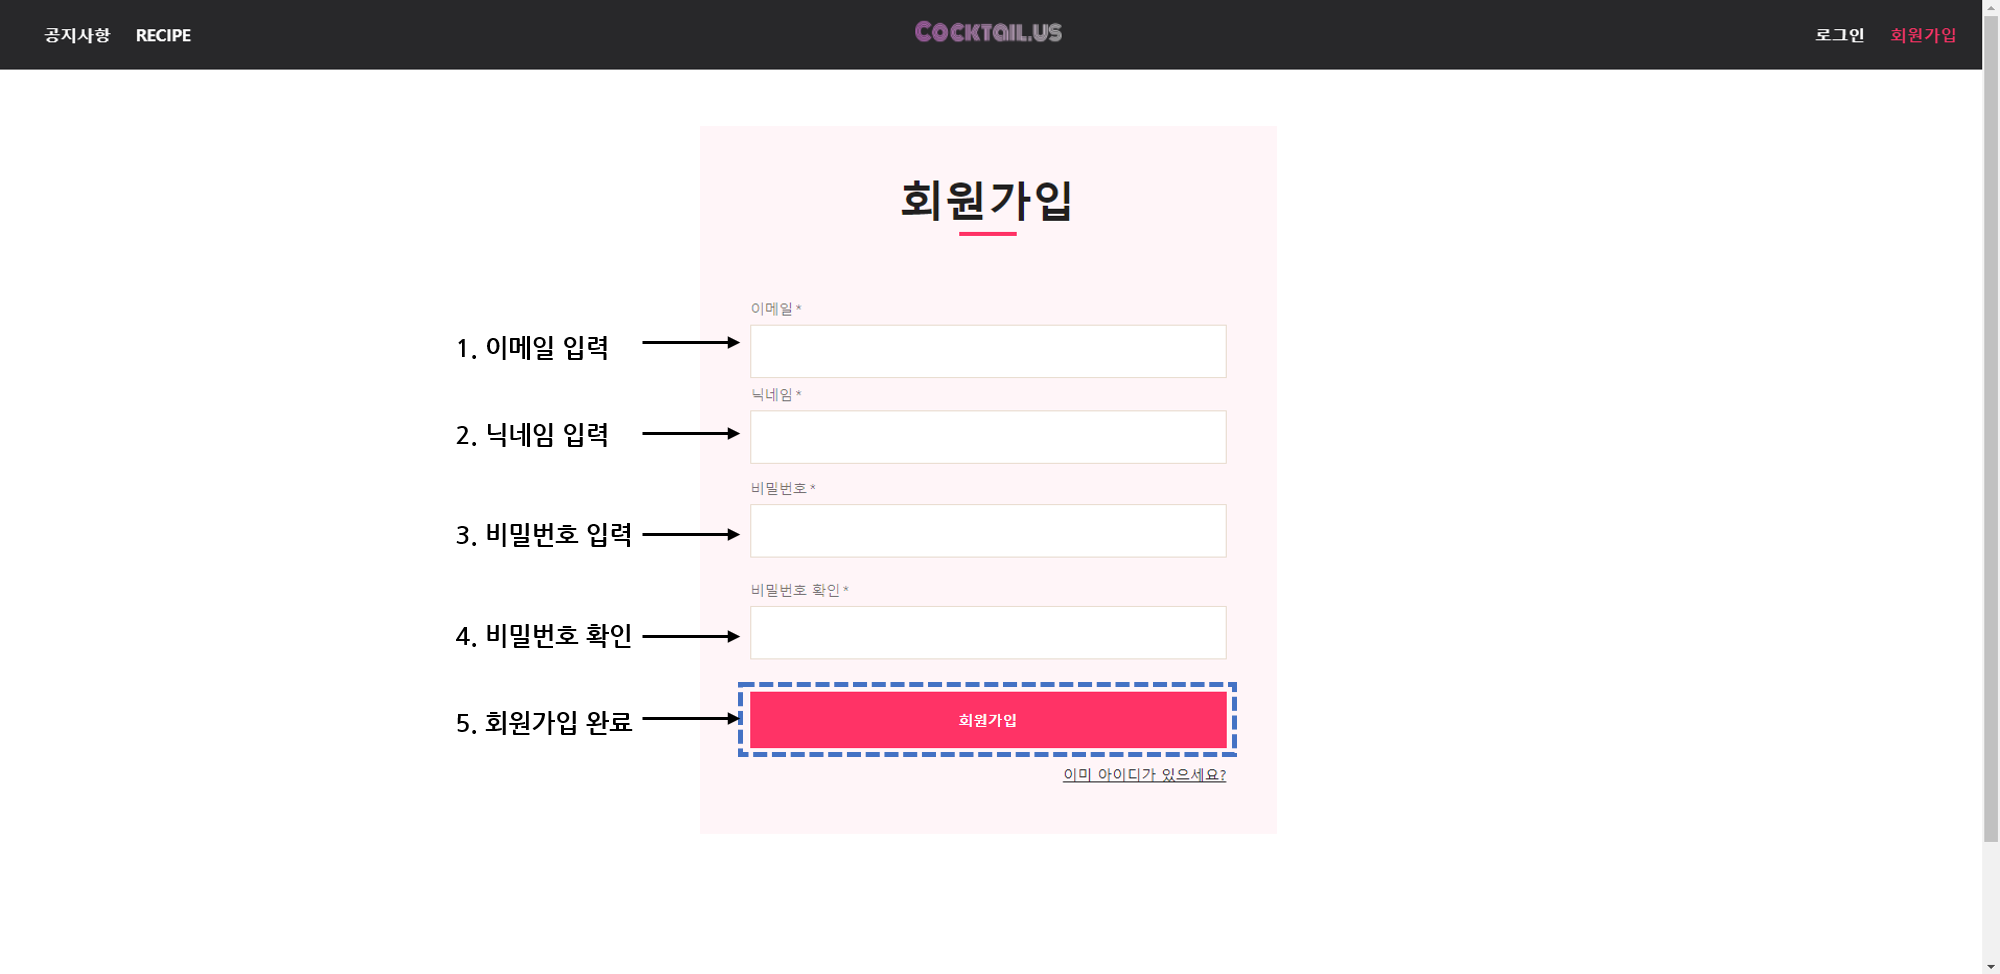 공지사항 RECIPE COCKTAIL.US 로그인 회원가입
회원가입
이메일 *
1. 이메일 입력
닉네임 *
2. 닉네임 입력
비밀번호 *
3. 비밀번호 입력
비밀번호 확인 *
4. 비밀번호 확인
5. 회원가입 완료
회원가입
이미 아이디가 있으세요?